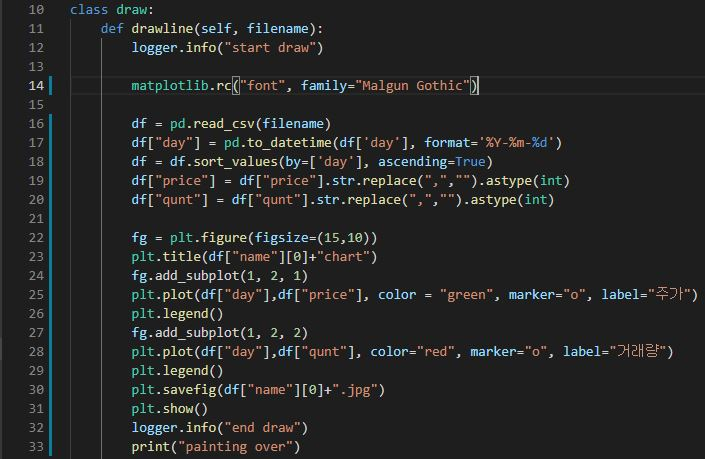 10 class draw:
11 def drawline(self, filename):
12 logger.info("start draw")
13
14 matplotlib.rc("font", family="Malgun Gothic")
15
16 df = pd.read_csv(filename)
17 df["day"] = pd.to_datetime(df['day'], format='%Y-%m-%d')
18 df = df.sort_values(by=['day'], ascending=True)
19 df["price"] = df["price"].str.replace(",","").astype(int)
20 df["qunt"] = df["qunt"].str.replace(",","").astype(int)
21
22 fg = plt.figure(figsize=(15,10))
23 plt.title(df["name"][0]+"chart")
24 fg.add_subplot(1, 2, 1)
25 plt.plot(df["day"],df["price"], color = "green", marker="o", label="주가")
26 plt.legend()
27 fg.add_subplot(1, 2, 2)
28 plt.plot(df["day"],df["qunt"], color="red", marker="o", label="거래량")
29 plt.legend()
30 plt.savefig(df["name"][0]+".jpg")
31 plt.show()
32 logger.info("end draw")
33 print("painting over")